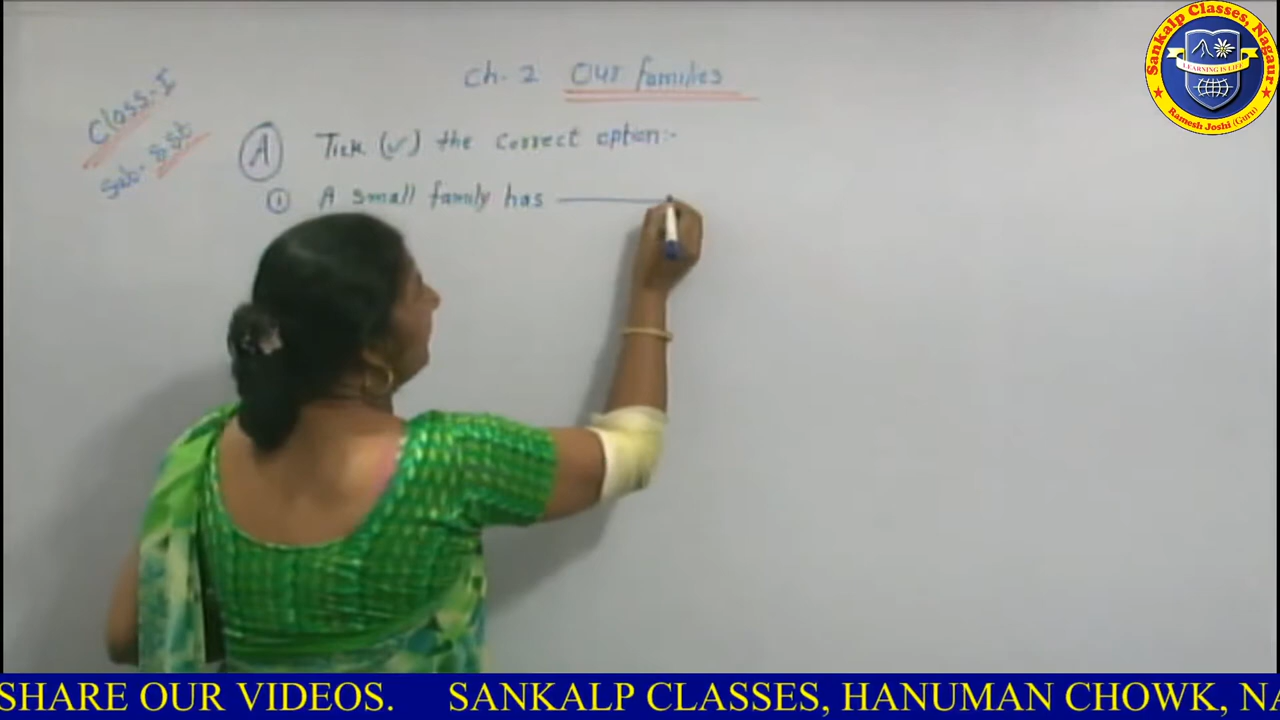 Ch-2 Our families
Class-I
Sub- S.St
A Tick (✓) the correct option:-
① A small family has ————
Sankalp Classes, Nagaur
LEARNING IS LIFE
Ramesh Joshi (Guru)
SHARE OUR VIDEOS. SANKALP CLASSES, HANUMAN CHOWK, NA